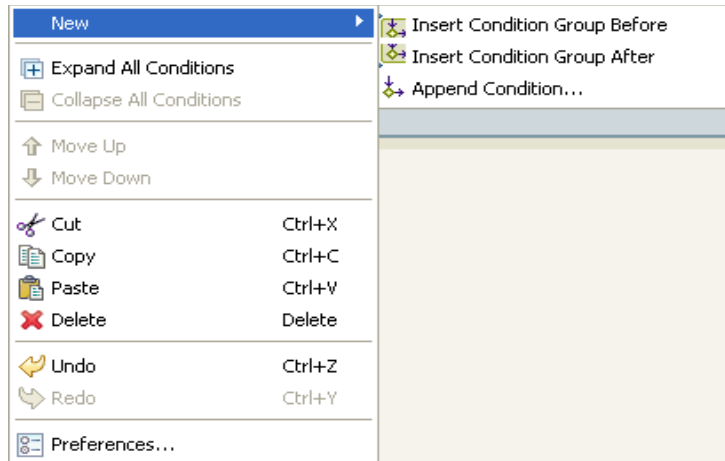 New
Expand All Conditions
Collapse All Conditions
Move Up
Move Down
Cut Ctrl+X
Copy Ctrl+C
Paste Ctrl+V
Delete Delete
Undo Ctrl+Z
Redo Ctrl+Y
Preferences...
Insert Condition Group Before
Insert Condition Group After
Append Condition...